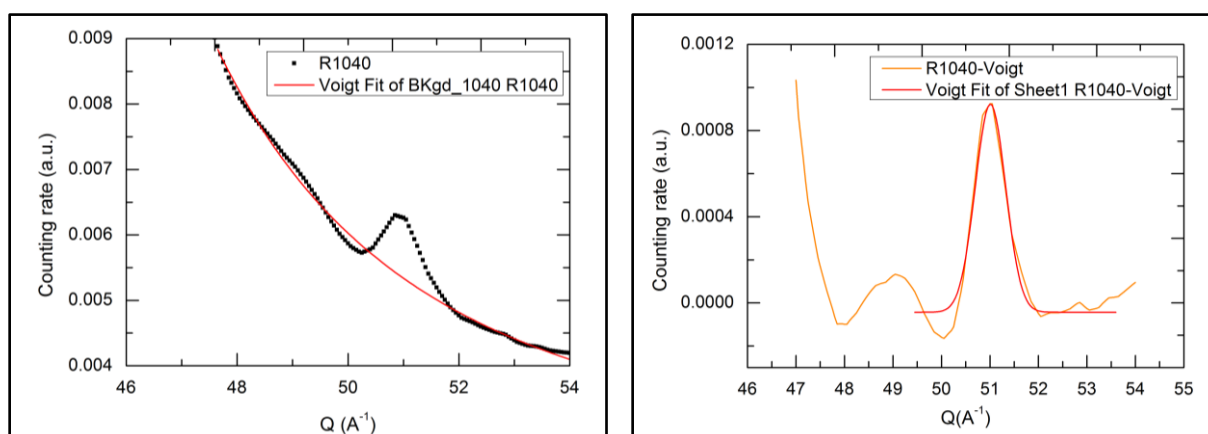 0.009
0.008
0.007
0.006
0.005
0.004
Counting rate (a.u.)
R1040
Voigt Fit of BKgd_1040 R1040
46 48 50 52 54
Q (A⁻¹)
0.0012
0.0008
0.0004
0.0000
Counting rate (a.u.)
R1040-Voigt
Voigt Fit of Sheet1 R1040-Voigt
46 47 48 49 50 51 52 53 54 55
Q(A⁻¹)